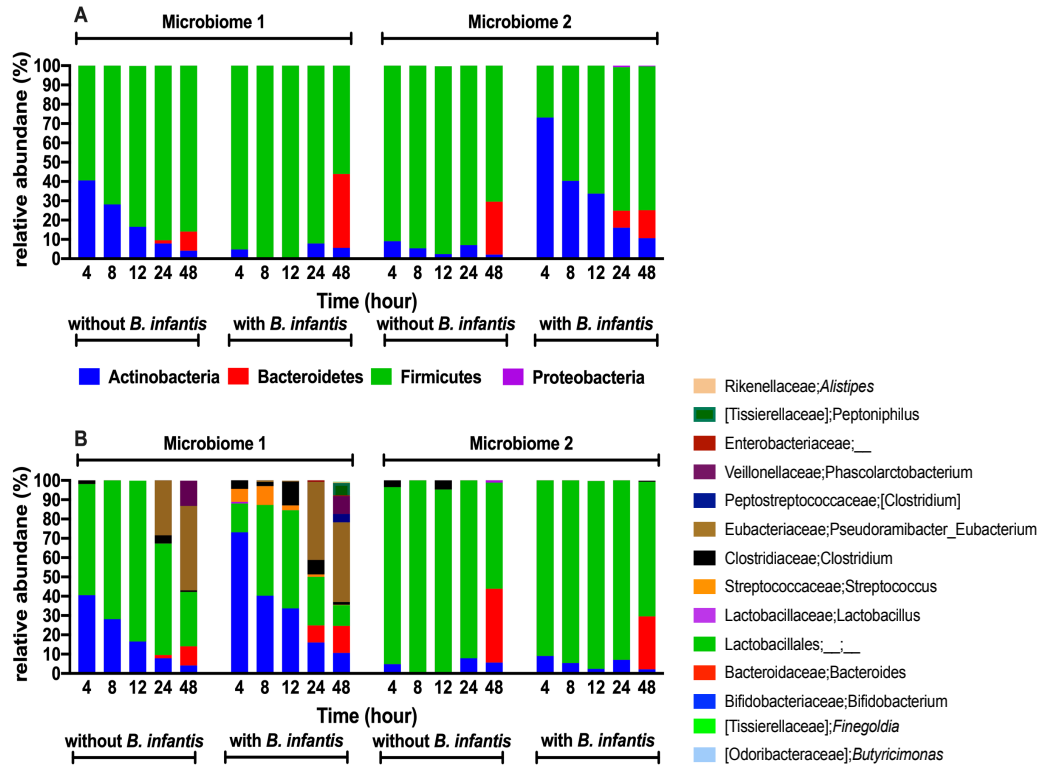 A
Microbiome 1 Microbiome 2
relative abundane (%)
100
90
80
70
60
50
40
30
20
10
0
4 8 12 24 48 4 8 12 24 48 4 8 12 24 48 4 8 12 24 48
Time (hour)
without B. infantis with B. infantis without B. infantis with B. infantis
Actinobacteria Bacteroidetes Firmicutes Proteobacteria
B
Microbiome 1 Microbiome 2
relative abundane (%)
100
90
80
70
60
50
40
30
20
10
0
4 8 12 24 48 4 8 12 24 48 4 8 12 24 48 4 8 12 24 48
Time (hour)
without B. infantis with B. infantis without B. infantis with B. infantis
Rikenellaceae;Alistipes
[Tissierellaceae];Peptoniphilus
Enterobacteriaceae;__
Veillonellaceae;Phascolarctobacterium
Peptostreptococcaceae;[Clostridium]
Eubacteriaceae;Pseudoramibacter_Eubacterium
Clostridiaceae;Clostridium
Streptococcaceae;Streptococcus
Lactobacillaceae;Lactobacillus
Lactobacillales;__;__
Bacteroidaceae;Bacteroides
Bifidobacteriaceae;Bifidobacterium
[Tissierellaceae];Finegoldia
[Odoribacteraceae];Butyricimonas